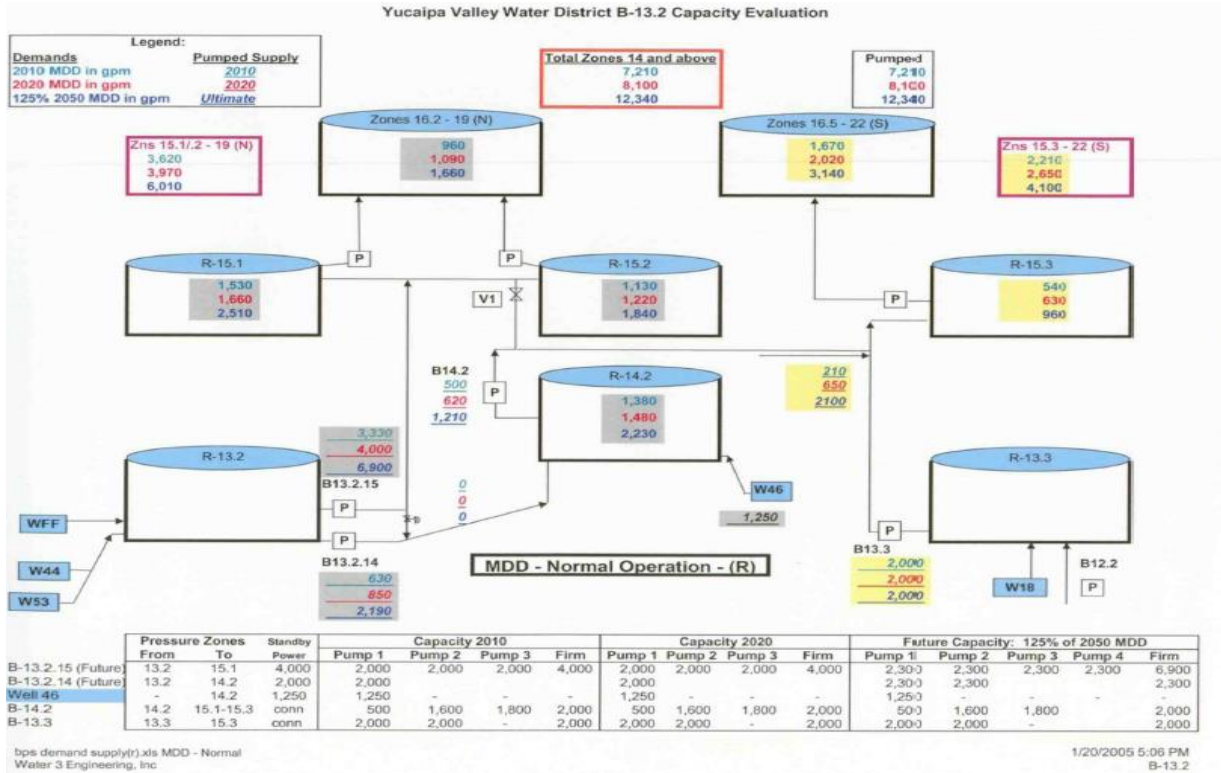 Yucaipa Valley Water District B-13.2 Capacity Evaluation
Legend:
Demands Pumped Supply
2010 MDD in gpm 2010
2020 MDD in gpm 2020
125% 2050 MDD in gpm Ultimate
Total Zones 14 and above
7,210
8,100
12,340
Pumped
7,210
8,100
12,340
Zns 15.1/.2 - 19 (N)
3,620
3,970
6,010
Zones 16.2 - 19 (N)
960
1,090
1,660
Zones 16.5 - 22 (S)
1,670
2,020
3,140
Zns 15.3 - 22 (S)
2,210
2,650
4,100
P
P
R-15.1
1,530
1,660
2,510
R-15.2
1,130
1,220
1,840
R-15.3
540
630
960
V1
P
B14.2
500
620
1,210
P
R-14.2
1,380
1,480
2,230
210
650
2100
3,330
4,000
6,900
B13.2.15
R-13.2
P
0
0
0
W46
1,250
R-13.3
WFF
W44
W53
P
B13.2.14
630
850
2,190
MDD - Normal Operation - (R)
P
B13.3
2,000
2,000
2,000
W18
B12.2
P
Pressure Zones Standby Capacity 2010 Capacity 2020 Future Capacity: 125% of 2050 MDD
From To Power Pump 1 Pump 2 Pump 3 Firm Pump 1 Pump 2 Pump 3 Firm Pump 1 Pump 2 Pump 3 Pump 4 Firm
B-13.2.15 (Future) 13.2 15.1 4,000 2,000 2,000 2,000 4,000 2,000 2,000 2,000 4,000 2,300 2,300 2,300 2,300 6,900
B-13.2.14 (Future) 13.2 14.2 2,000 2,000 2,000 2,300 2,300 2,300
Well 46 - 14.2 1,250 1,250 - - - 1,250 - - - 1,250 - - - -
B-14.2 14.2 15.1-15.3 conn 500 1,600 1,800 2,000 500 1,600 1,800 2,000 500 1,600 1,800 2,000
B-13.3 13.3 15.3 conn 2,000 2,000 - 2,000 2,000 2,000 - 2,000 2,000 2,000 - 2,000
bps demand supply(r).xls MDD - Normal
Water 3 Engineering, Inc
1/20/2005 5:06 PM
B-13.2